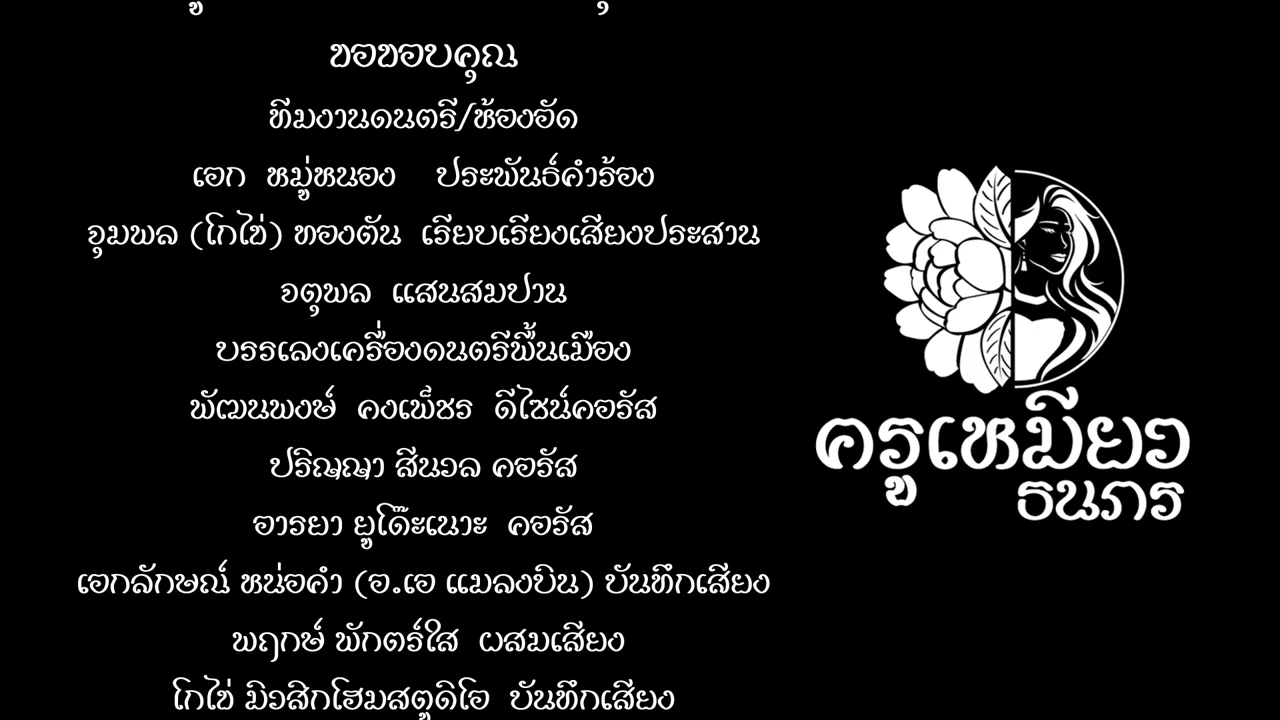 ขอขอบคุณ
ทีมงานดนตรี/ห้องอัด
เอก หมู่หนอง ประพันธ์คำร้อง
จุมพล (โกไข่) ทองตัน เรียบเรียงเสียงประสาน
จตุพล แสนสมปาน
บรรเลงเครื่องดนตรีพื้นเมือง
พัฒนพงษ์ คงเพ็ชร ดีไซน์คอรัส
ปริญญา สีนวล คอรัส
อารยา ยูโด๊ะเนาะ คอรัส
เอกลักษณ์ หน่อคำ (อ.เอ แมลงบิน) บันทึกเสียง
พฤกษ์ พักตร์ใส ผสมเสียง
โกไข่ มิวสิกโฮมสตูดิโอ บันทึกเสียง
ครูเหมียว
ธนภร